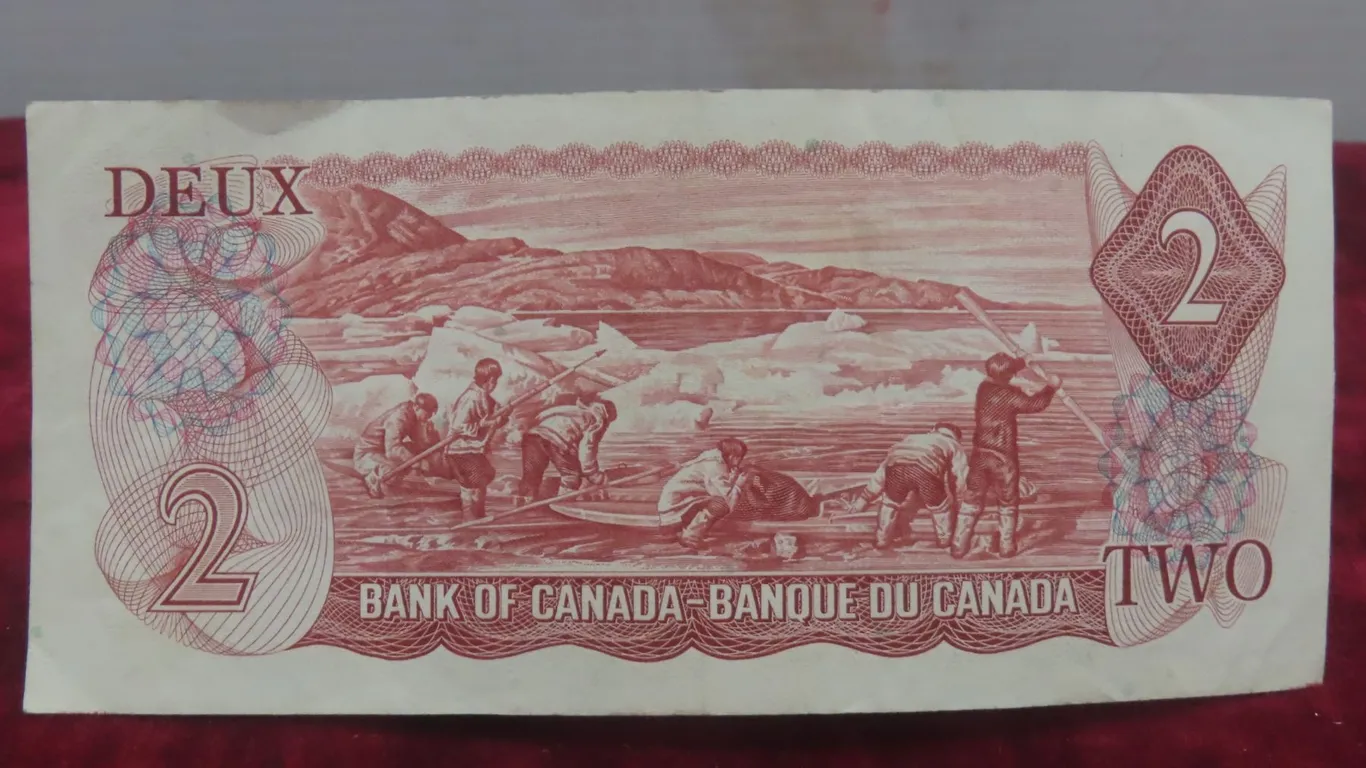 DEUX
2
2
BANK OF CANADA-BANQUE DU CANADA
TWO